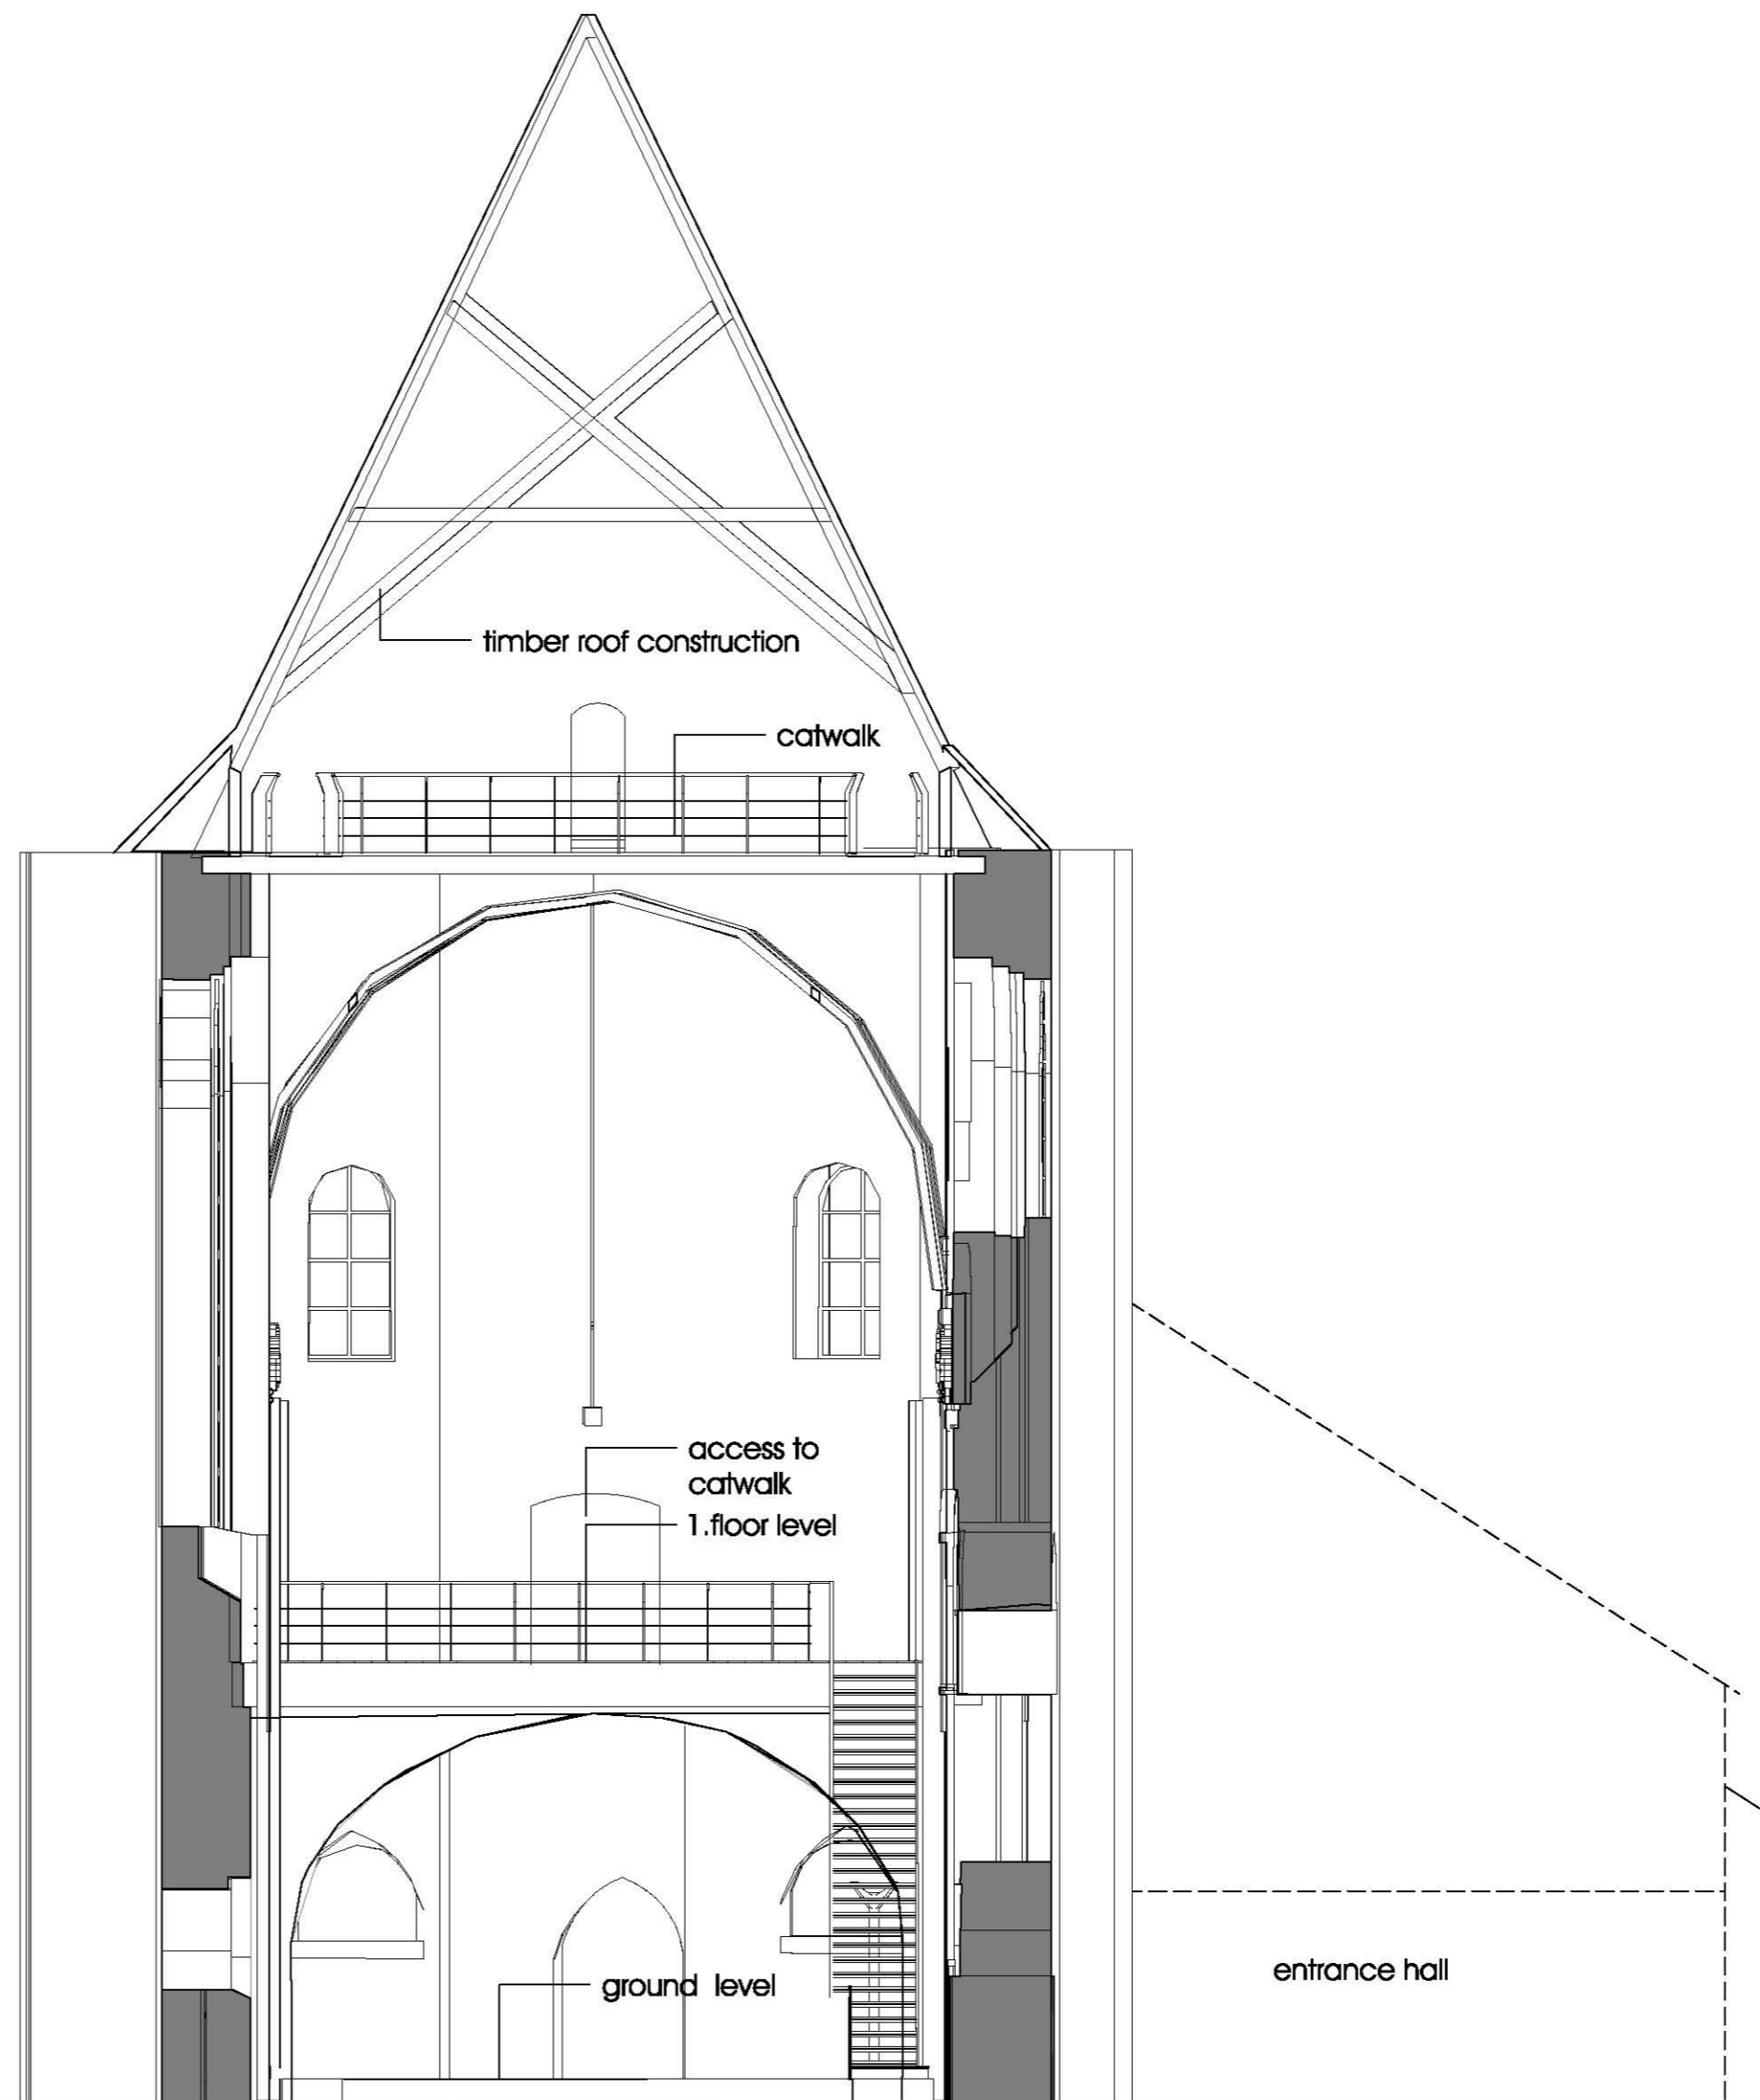 timber roof construction
catwalk
access to
catwalk
1.floor level
ground level
entrance hall